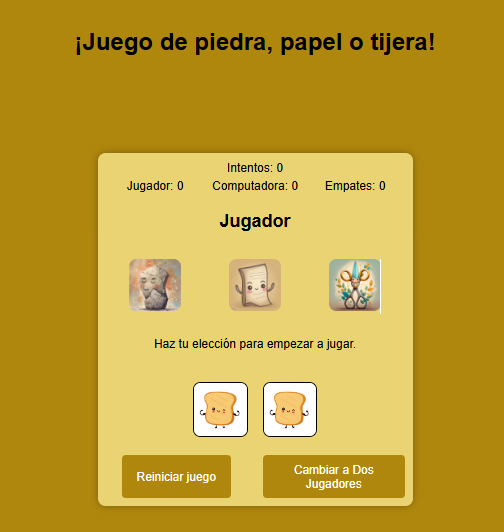 ¡Juego de piedra, papel o tijera!
Intentos: 0
Jugador: 0 Computadora: 0 Empates: 0
Jugador
Haz tu elección para empezar a jugar.
Reiniciar juego
Cambiar a Dos
Jugadores